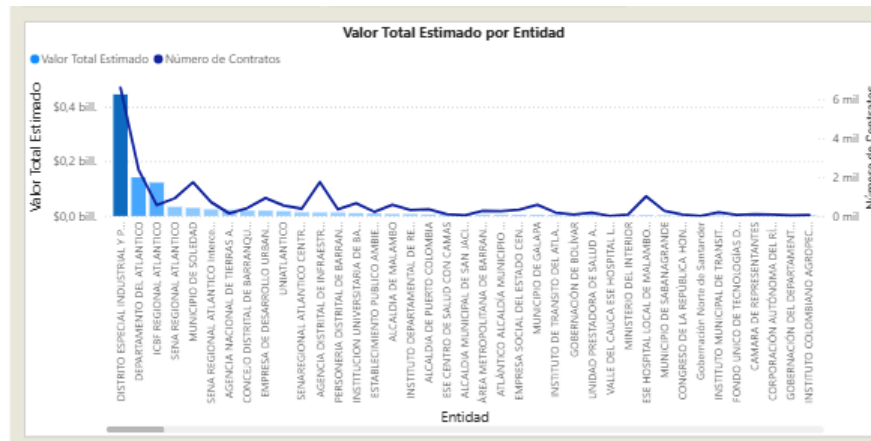 Valor Total Estimado por Entidad
Valor Total Estimado Número de Contratos
Valor Total Estimado
$0,4 bill.
$0,2 bill.
$0,0 bill.
6 mil
4 mil
2 mil
0 mil
Número de Contratos
DISTRITO ESPECIAL INDUSTRIAL Y P...
DEPARTAMENTO DEL ATLANTICO
ICBF REGIONAL ATLANTICO
SENA REGIONAL ATLANTICO
MUNICIPIO DE SOLEDAD
SENA REGIONAL ATLANTICO Interce...
AGENCIA NACIONAL DE TIERRAS A...
CONCEJO DISTRITAL DE BARRANQU...
EMPRESA DE DESARROLLO URBAN...
UNIATLANTICO
SENAREGIONAL ATLANTICO CENTR...
AGENCIA DISTRITAL DE INFRAESTR...
PERSONERIA DISTRITAL DE BARRAN...
INSTITUCION UNIVERSITARIA DE BA...
ESTABLECIMIENTO PUBLICO AMBIE...
ALCALDIA DE MALAMBO
INSTITUTO DEPARTAMENTAL DE RE...
ALCALDIA DE PUERTO COLOMBIA
ESE CENTRO DE SALUD CON CAMAS
ALCALDIA MUNICIPAL DE SAN JACI...
ÁREA METROPOLITANA DE BARRAN...
ATLÁNTICO ALCALDÍA MUNICIPIO ...
EMPRESA SOCIAL DEL ESTADO CEN...
MUNICIPIO DE GALAPA
INSTITUTO DE TRANSITO DEL ATLA...
GOBERNACIÓN DE BOLÍVAR
UNIDAD PRESTADORA DE SALUD A...
VALLE DEL CAUCA ESE HOSPITAL L...
MINISTERIO DEL INTERIOR
ESE HOSPITAL LOCAL DE MALAMBO...
MUNICIPIO DE SABANAGRANDE
CONGRESO DE LA REPÚBLICA HON...
Gobernación Norte de Santander
INSTITUTO MUNICIPAL DE TRANSIT...
FONDO UNICO DE TECNOLOGÍAS D...
CAMARA DE REPRESENTANTES
CORPORACIÓN AUTÓNOMA DEL RÍ...
GOBERNACIÓN DEL DEPARTAMENT...
INSTITUTO COLOMBIANO AGROPEC...
Entidad